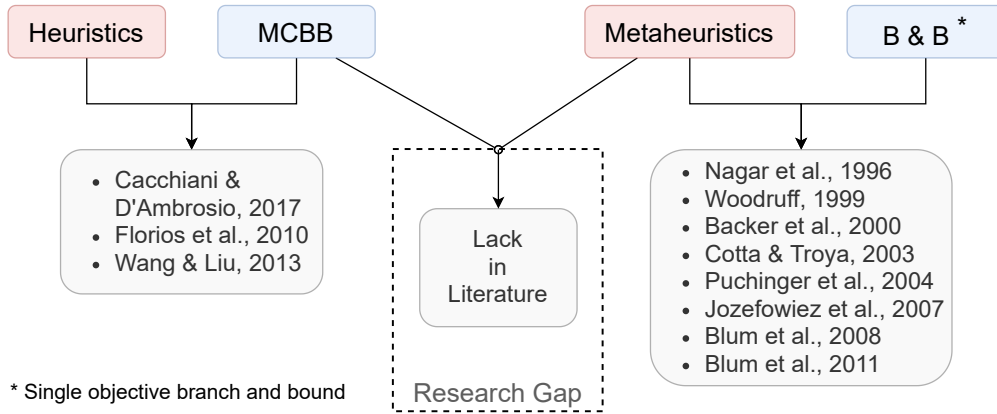 Heuristics
MCBB
Metaheuristics
B & B *
• Cacchiani &
D'Ambrosio, 2017
• Florios et al., 2010
• Wang & Liu, 2013
Lack
in
Literature
• Nagar et al., 1996
• Woodruff, 1999
• Backer et al., 2000
• Cotta & Troya, 2003
• Puchinger et al., 2004
• Jozefowiez et al., 2007
• Blum et al., 2008
• Blum et al., 2011
* Single objective branch and bound
Research Gap